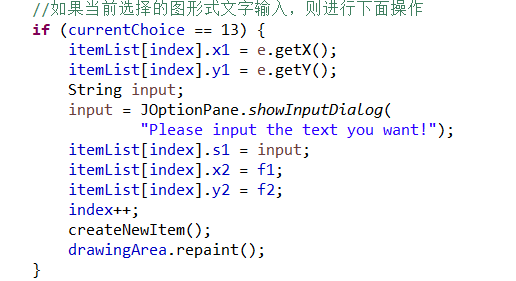 //如果当前选择的图形式文字输入，则进行下面操作
if (currentChoice == 13) {
itemList[index].x1 = e.getX();
itemList[index].y1 = e.getY();
String input;
input = JOptionPane.showInputDialog(
"Please input the text you want!");
itemList[index].s1 = input;
itemList[index].x2 = f1;
itemList[index].y2 = f2;
index++;
createNewItem();
drawingArea.repaint();
}